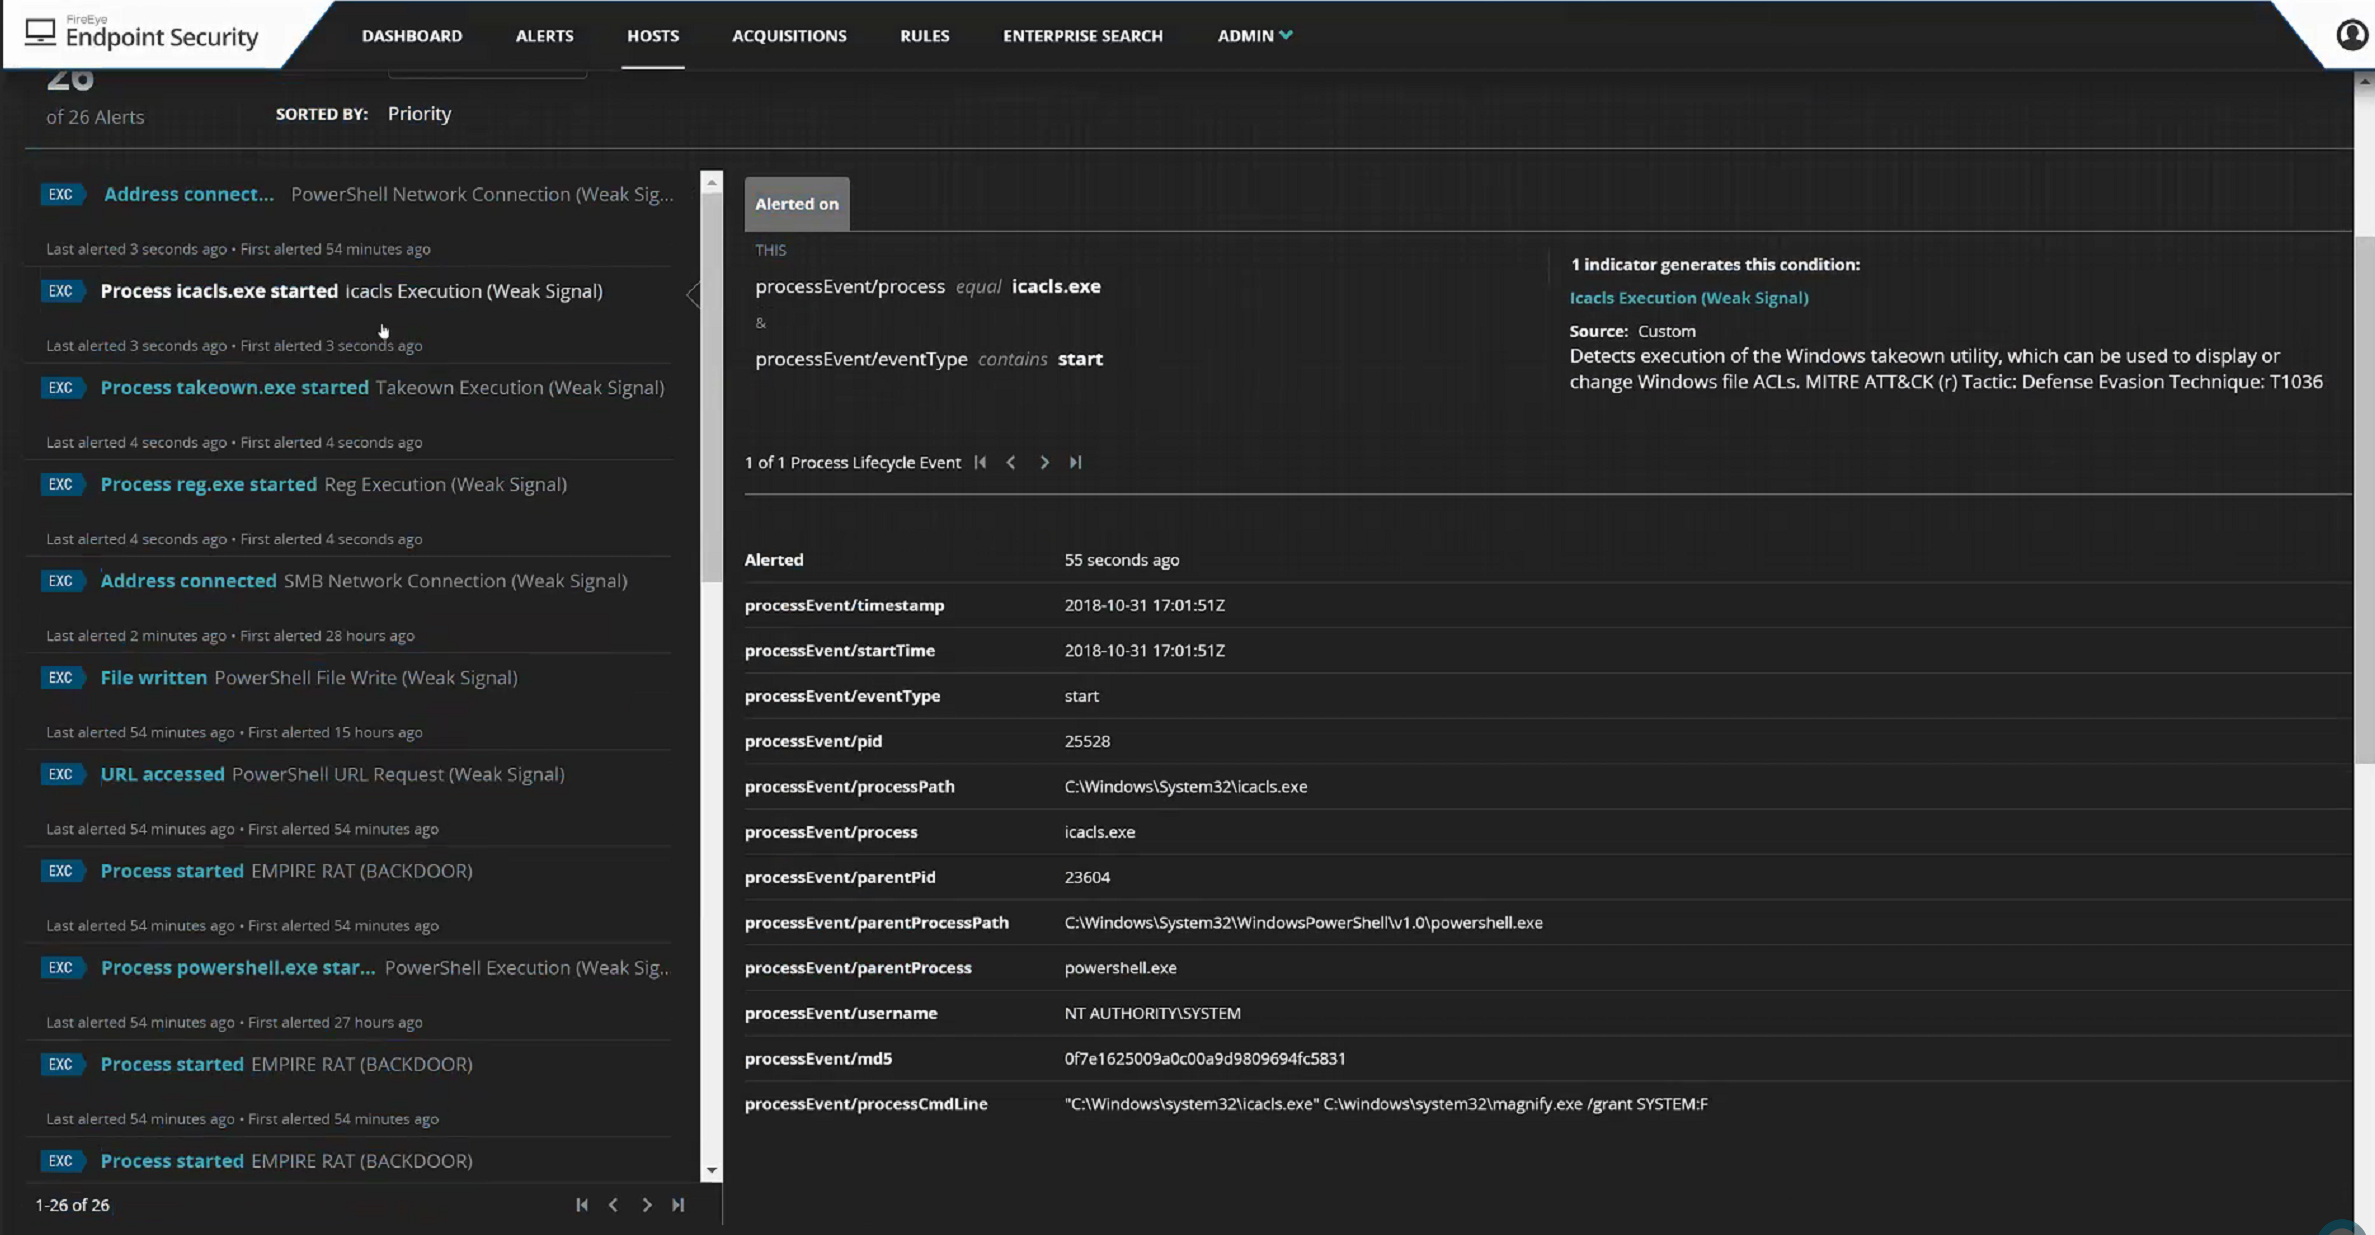 FireEye
Endpoint Security
DASHBOARD
ALERTS
HOSTS
ACQUISITIONS
RULES
ENTERPRISE SEARCH
ADMIN
26
of 26 Alerts
SORTED BY: Priority
EXC Address connect... PowerShell Network Connection (Weak Sig...
Last alerted 3 seconds ago • First alerted 54 minutes ago
EXC Process icacls.exe started Icacls Execution (Weak Signal)
Last alerted 3 seconds ago • First alerted 3 seconds ago
EXC Process takeown.exe started Takeown Execution (Weak Signal)
Last alerted 4 seconds ago • First alerted 4 seconds ago
EXC Process reg.exe started Reg Execution (Weak Signal)
Last alerted 4 seconds ago • First alerted 4 seconds ago
EXC Address connected SMB Network Connection (Weak Signal)
Last alerted 2 minutes ago • First alerted 28 hours ago
EXC File written PowerShell File Write (Weak Signal)
Last alerted 54 minutes ago • First alerted 15 hours ago
EXC URL accessed PowerShell URL Request (Weak Signal)
Last alerted 54 minutes ago • First alerted 54 minutes ago
EXC Process started EMPIRE RAT (BACKDOOR)
Last alerted 54 minutes ago • First alerted 54 minutes ago
EXC Process powershell.exe star... PowerShell Execution (Weak Sig...
Last alerted 54 minutes ago • First alerted 27 hours ago
EXC Process started EMPIRE RAT (BACKDOOR)
Last alerted 54 minutes ago • First alerted 54 minutes ago
EXC Process started EMPIRE RAT (BACKDOOR)
1-26 of 26
Alerted on
THIS
processEvent/process equal icacls.exe
&
processEvent/eventType contains start
1 indicator generates this condition:
Icacls Execution (Weak Signal)
Source: Custom
Detects execution of the Windows takeown utility, which can be used to display or
change Windows file ACLs. MITRE ATT&CK (r) Tactic: Defense Evasion Technique: T1036
1 of 1 Process Lifecycle Event
Alerted 55 seconds ago
processEvent/timestamp 2018-10-31 17:01:51Z
processEvent/startTime 2018-10-31 17:01:51Z
processEvent/eventType start
processEvent/pid 25528
processEvent/processPath C:\Windows\System32\icacls.exe
processEvent/process icacls.exe
processEvent/parentPid 23604
processEvent/parentProcessPath C:\Windows\System32\WindowsPowerShell\v1.0\powershell.exe
processEvent/parentProcess powershell.exe
processEvent/username NT AUTHORITY\SYSTEM
processEvent/md5 0f7e1625009a0c00a9d9809694fc5831
processEvent/processCmdLine "C:\Windows\system32\icacls.exe" C:\windows\system32\magnify.exe /grant SYSTEM:F